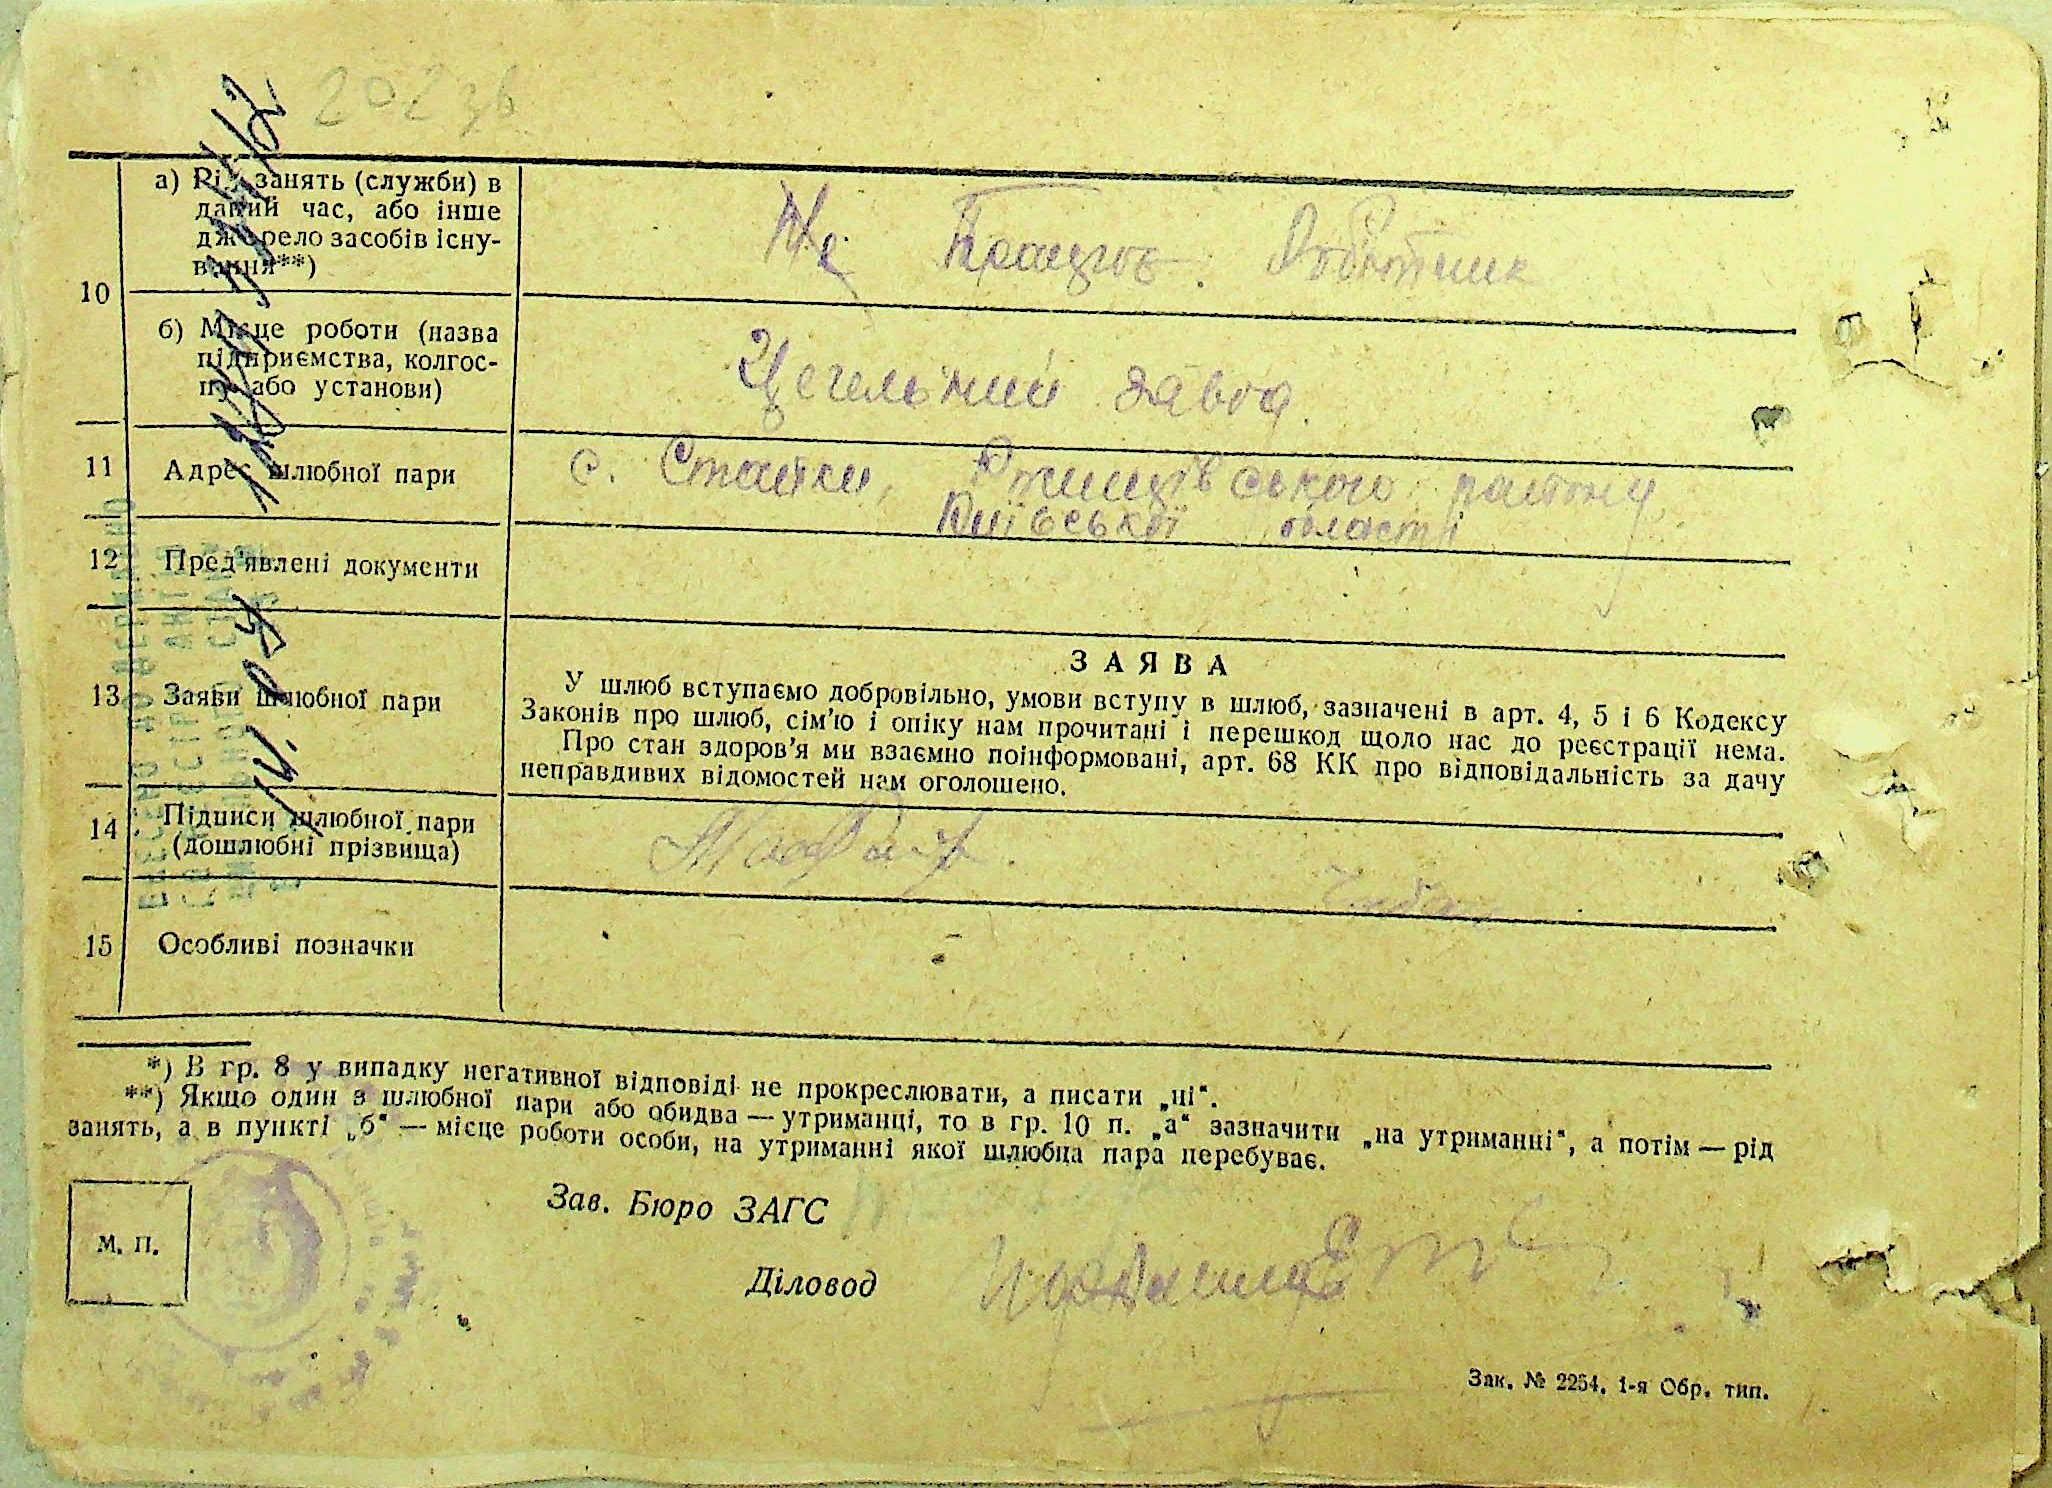 202 зв
10
а) Рід занять (служби) в
даний час, або інше
джерело засобів існу-
вання**)
Не Працює. Робітник
б) Місце роботи (назва
підприємства, колгос-
пу або установи)
Цегельний завод.
11 Адрес шлюбної пари
с. Стайки, Ржищівського району
Київської області
12 Пред'явлені документи
13 Заяви шлюбної пари
ЗАЯВА
У шлюб вступаємо добровільно, умови вступу в шлюб, зазначені в арт. 4, 5 і 6 Кодексу
Законів про шлюб, сім'ю і опіку нам прочитані і перешкод щоло нас до реєстрації нема.
Про стан здоров'я ми взаємно поінформовані, арт. 68 КК про відповідальність за дачу
неправдивих відомостей нам оголошено.
14 Підписи шлюбної пари
(дошлюбні прізвища)
15 Особливі позначки
*) В гр. 8 у випадку негативної відповіді не прокреслювати, а писати „ні“.
**) Якщо один з шлюбної пари або обидва — утриманці, то в гр. 10 п. „а“ зазначити „на утриманні“, а потім — рід
занять, а в пункті „б“ — місце роботи особи, на утриманні якої шлюбна пара перебуває.
М. П.
Зав. Бюро ЗАГС
Діловод
Зак. № 2254. 1-я Обр. тип.